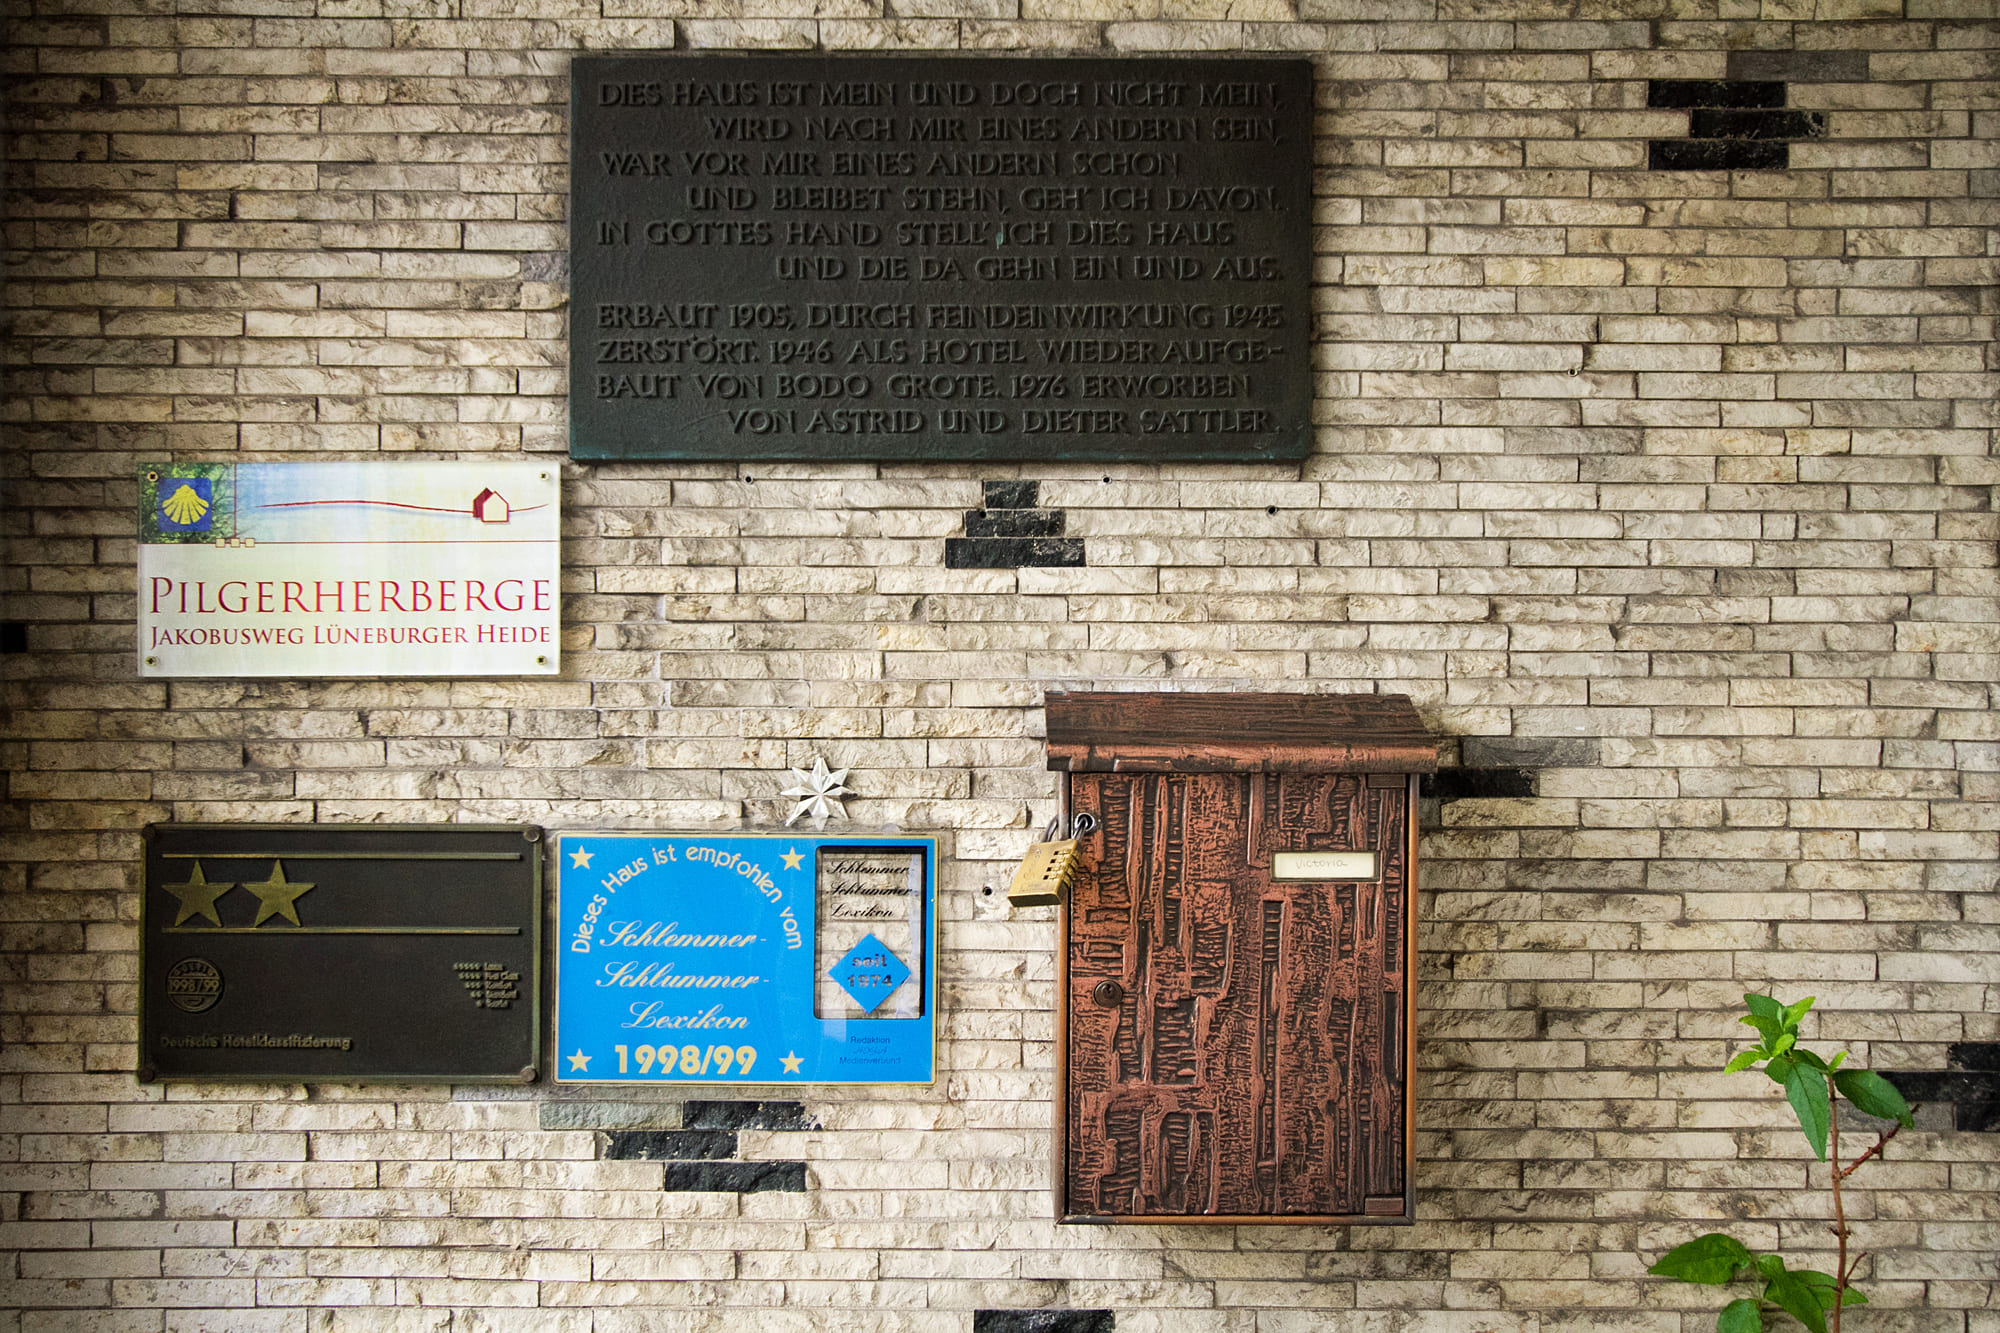 DIES HAUS IST MEIN UND DOCH NICHT MEIN,
WIRD NACH MIR EINES ANDERN SEIN,
WAR VOR MIR EINES ANDERN SCHON
UND BLEIBET STEHN, GEH' ICH DAVON.
IN GOTTES HAND STELL' ICH DIES HAUS
UND DIE DA GEHN EIN UND AUS.
ERBAUT 1905, DURCH FEINDEINWIRKUNG 1945
ZERSTÖRT. 1946 ALS HOTEL WIEDERAUFGE-
BAUT VON BODO GROTE. 1976 ERWORBEN
VON ASTRID UND DIETER SATTLER.
PILGERHERBERGE
JAKOBUSWEG LÜNEBURGER HEIDE
1998/99
Luxus
First Class
Komfort
Standard
Tourist
Deutsche Hotelklassifizierung
Dieses Haus ist empfohlen vom
Schlemmer-
Schlummer-
Lexikon
1998/99
Schlemmer
Schlummer
Lexikon
seit
1974
Redaktion
Medienverbund
Victoria